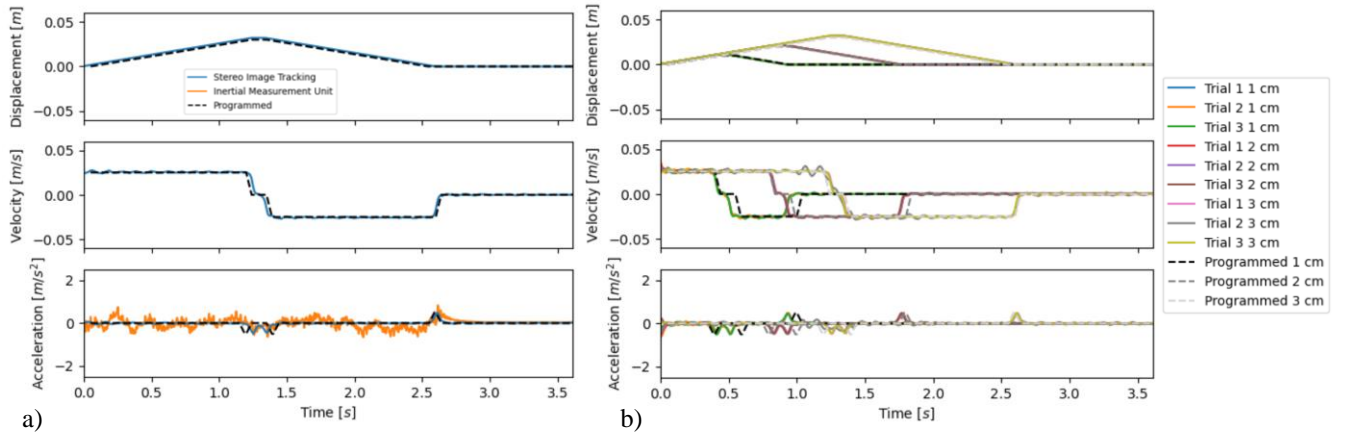 Displacement [m]
0.05
0.00
−0.05
Stereo Image Tracking
Inertial Measurement Unit
Programmed
Velocity [m/s]
0.05
0.00
−0.05
Acceleration [m/s²]
2
0
−2
0.0 0.5 1.0 1.5 2.0 2.5 3.0 3.5
Time [s]
a)
Displacement [m]
0.05
0.00
−0.05
Velocity [m/s]
0.05
0.00
−0.05
Acceleration [m/s²]
2
0
−2
0.0 0.5 1.0 1.5 2.0 2.5 3.0 3.5
Time [s]
b)
Trial 1 1 cm
Trial 2 1 cm
Trial 3 1 cm
Trial 1 2 cm
Trial 2 2 cm
Trial 3 2 cm
Trial 1 3 cm
Trial 2 3 cm
Trial 3 3 cm
Programmed 1 cm
Programmed 2 cm
Programmed 3 cm